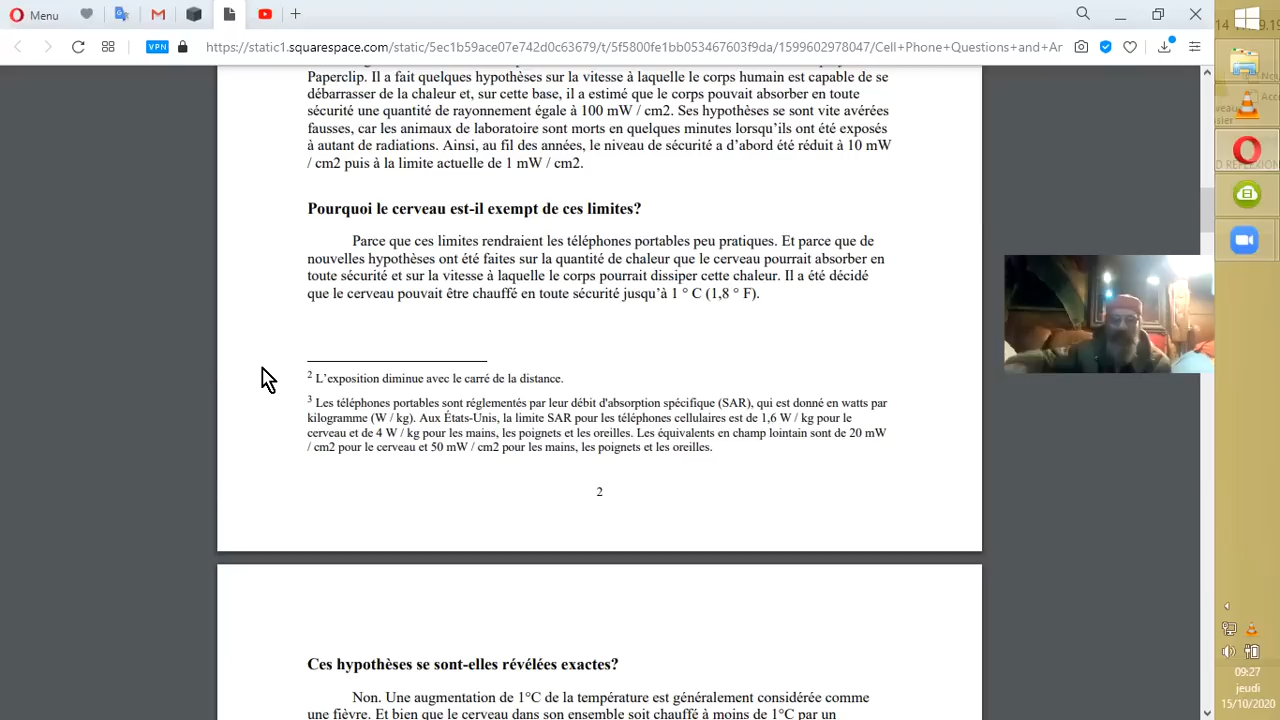 Menu
14 19.19
VPN
https://static1.squarespace.com/static/5ec1b59ace8f7e742d0c63679/t/5f5800fe1bb053467603f9da/1599602970047/Cell+Phone+Questions+and+Ar
Paperclip. Il a fait quelques hypothèses sur la vitesse à laquelle le corps humain est capable de se
débarrasser de la chaleur et, sur cette base, il a estimé que le corps pouvait absorber en toute
sécurité une quantité de rayonnement égale à 100 mW / cm2. Ses hypothèses se sont vite avérées
fausses, car les animaux de laboratoire sont morts en quelques minutes lorsqu'ils ont été exposés
à autant de radiations. Ainsi, au fil des années, le niveau de sécurité a d'abord été réduit à 10 mW
/ cm2 puis à la limite actuelle de 1 mW / cm2.
Pourquoi le cerveau est-il exempt de ces limites?
Parce que ces limites rendraient les téléphones portables peu pratiques. Et parce que de
nouvelles hypothèses ont été faites sur la quantité de chaleur que le cerveau pourrait absorber en
toute sécurité et sur la vitesse à laquelle le corps pourrait dissiper cette chaleur. Il a été décidé
que le cerveau pouvait être chauffé en toute sécurité jusqu'à 1 ° C (1,8 ° F).
2 L'exposition diminue avec le carré de la distance.
3 Les téléphones portables sont réglementés par leur débit d'absorption spécifique (SAR), qui est donné en watts par
kilogramme (W / kg). Aux États-Unis, la limite SAR pour les téléphones cellulaires est de 1,6 W / kg pour le
cerveau et de 4 W / kg pour les mains, les poignets et les oreilles. Les équivalents en champ lointain sont de 20 mW
/ cm2 pour le cerveau et 50 mW / cm2 pour les mains, les poignets et les oreilles.
2
Ces hypothèses se sont-elles révélées exactes?
Non. Une augmentation de 1°C de la température est généralement considérée comme
une fièvre. Et bien que le cerveau dans son ensemble soit chauffé à moins de 1°C par un
09:27
jeudi
15/10/2020